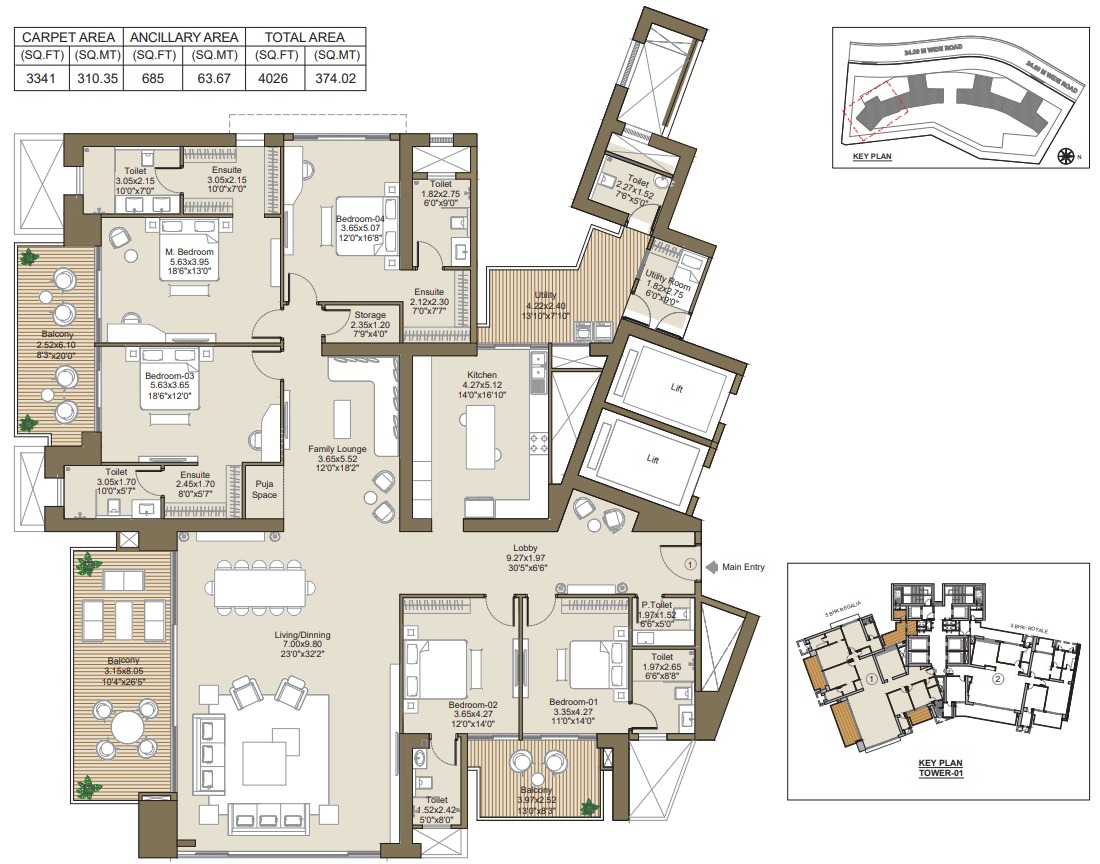 CARPET AREA ANCILLARY AREA TOTAL AREA
(SQ.FT) (SQ.MT) (SQ.FT) (SQ.MT) (SQ.FT) (SQ.MT)
3341 310.35 685 63.67 4026 374.02
24.00 M WIDE ROAD
24.00 M WIDE ROAD
KEY PLAN
N
Toilet
3.05x2.15
10'0"x7'0"
Ensuite
3.05x2.15
10'0"x7'0"
Bedroom-04
3.65x5.07
12'0"x16'8"
Toilet
1.82x2.75
6'0"x9'0"
Toilet
2.27x1.52
7'6"x5'0"
M. Bedroom
5.63x3.95
18'6"x13'0"
Utility Room
1.82x2.75
6'0"x9'0"
Ensuite
2.12x2.30
7'0"x7'7"
Utility
4.22x2.40
13'10"x7'10"
Storage
2.35x1.20
7'9"x4'0"
Balcony
2.52x6.10
8'3"x20'0"
Bedroom-03
5.63x3.65
18'6"x12'0"
Kitchen
4.27x5.12
14'0"x16'10"
Lift
Lift
Family Lounge
3.65x5.52
12'0"x18'2"
Toilet
3.05x1.70
10'0"x5'7"
Ensuite
2.45x1.70
8'0"x5'7"
Puja
Space
Lobby
9.27x1.97
30'5"x6'6"
1
Main Entry
P.Toilet
1.97x1.52
6'6"x5'0"
Living/Dinning
7.00x9.80
23'0"x32'2"
Balcony
3.15x8.05
10'4"x26'5"
Toilet
1.97x2.65
6'6"x8'8"
Bedroom-02
3.65x4.27
12'0"x14'0"
Bedroom-01
3.35x4.27
11'0"x14'0"
Toilet
1.52x2.42
5'0"x8'0"
Balcony
3.97x2.52
13'0"x8'3"
5 BHK-REGALIA
5 BHK- ROYALE
1
2
KEY PLAN
TOWER-01